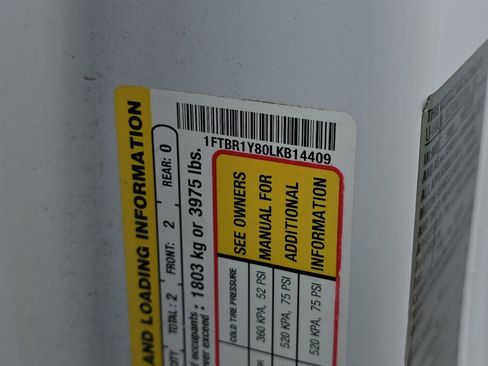 1FTBR1Y80LKB14409
AND LOADING INFORMATION
CITY TOTAL: 2 FRONT: 2 REAR: 0
f occupants
ver exceed : 1803 kg or 3975 lbs.
COLD TIRE PRESSURE SEE OWNERS
360 KPA, 52 PSI MANUAL FOR
520 KPA, 75 PSI ADDITIONAL
520 KPA, 75 PSI INFORMATION